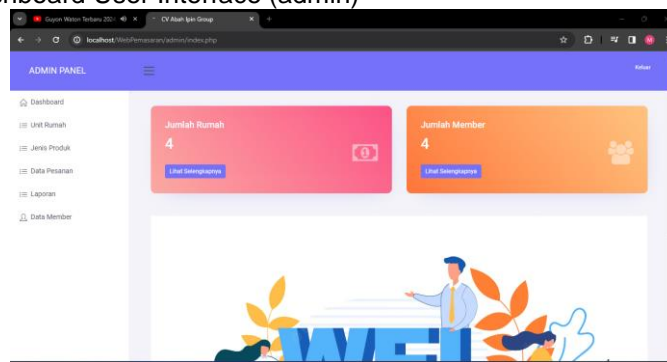 hboard User Interface (admin)
Guyon Waton Terbaru 202
CV Abah Ipin Group
localhost/WebPemasaran/admin/index.php
ADMIN PANEL
Keluar
Dashboard
Unit Rumah
Jenis Produk
Data Pesanan
Laporan
Data Member
Jumlah Rumah
4
Lihat Selengkapnya
Jumlah Member
4
Lihat Selengkapnya